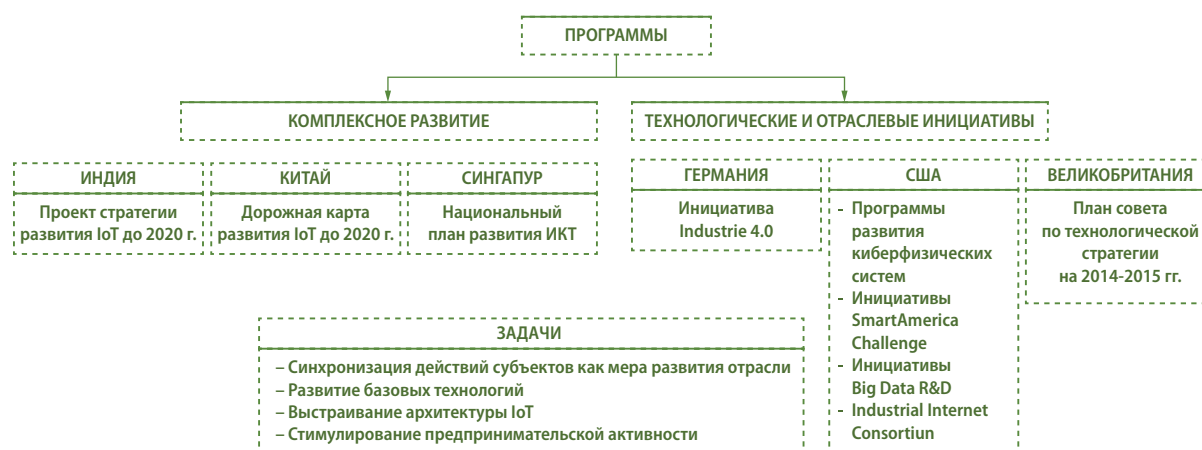 ПРОГРАММЫ
КОМПЛЕКСНОЕ РАЗВИТИЕ
ТЕХНОЛОГИЧЕСКИЕ И ОТРАСЛЕВЫЕ ИНИЦИАТИВЫ
ИНДИЯ
Проект стратегии
развития IoT до 2020 г.
КИТАЙ
Дорожная карта
развития IoT до 2020 г.
СИНГАПУР
Национальный
план развития ИКТ
ГЕРМАНИЯ
Инициатива
Industrie 4.0
США
- Программы
развития
киберфизических
систем
- Инициативы
SmartAmerica
Challenge
- Инициативы
Big Data R&D
- Industrial Internet
Consortiun
ВЕЛИКОБРИТАНИЯ
План совета
по технологической
стратегии
на 2014-2015 гг.
ЗАДАЧИ
– Синхронизация действий субъектов как мера развития отрасли
– Развитие базовых технологий
– Выстраивание архитектуры IoT
– Стимулирование предпринимательской активности